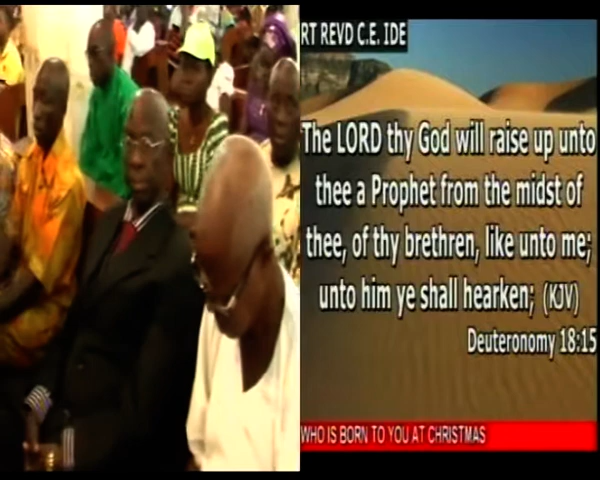 RT REVD C.E. IDE
The LORD thy God will raise up unto
thee a Prophet from the midst of
thee, of thy brethren, like unto me;
unto him ye shall hearken; (KJV)
Deuteronomy 18:15
WHO IS BORN TO YOU AT CHRISTMAS